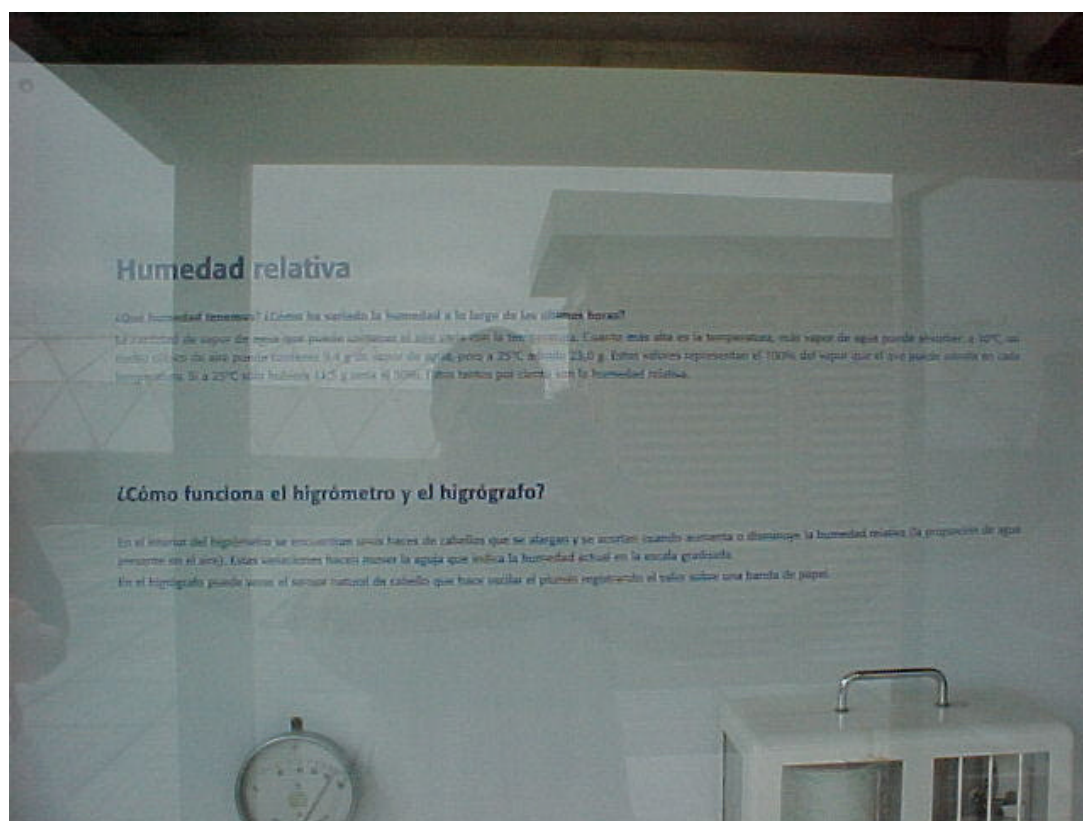 Humedad relativa
¿Qué humedad tenemos? ¿Cómo ha variado la humedad a lo largo de las últimas horas?
La cantidad de vapor de agua que puede contener el aire varía con la temperatura. Cuanto más alta es la temperatura, más vapor de agua puede absorber: a 10°C, un
metro cúbico de aire puede contener 9,4 g de vapor de agua, pero a 25°C admite 23,0 g. Estos valores representan el 100% del vapor que el aire puede admitir en cada
temperatura. Si a 25°C sólo hubiera 11,5 g sería el 50%. Estos tantos por ciento son la humedad relativa.
¿Cómo funciona el higrómetro y el higrógrafo?
En el interior del higrómetro se encuentran unos haces de cabellos que se alargan y se acortan cuando aumenta o disminuye la humedad relativa (la proporción de agua
presente en el aire). Estas variaciones hacen mover la aguja que indica la humedad actual en la escala graduada.
En el higrógrafo puede verse el sensor natural de cabello que hace oscilar el plumín registrando el valor sobre una banda de papel.